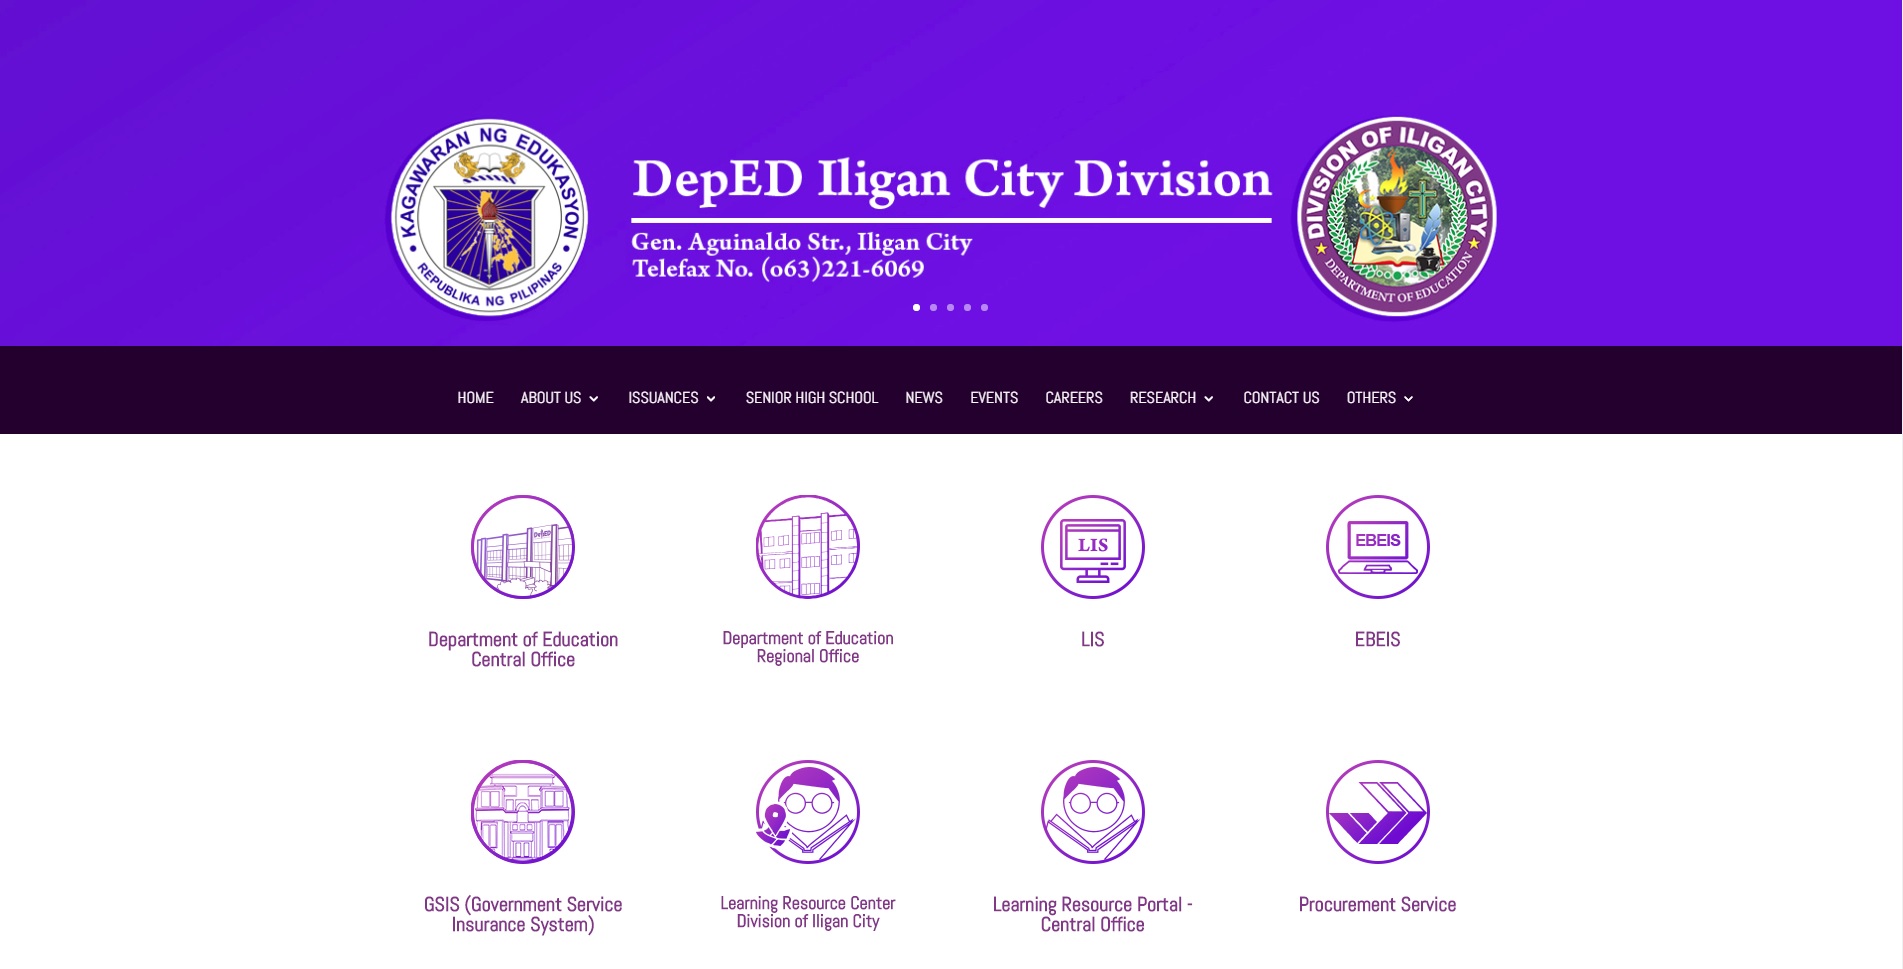 KAGAWARAN NG EDUKASYON
REPUBLIKA NG PILIPINAS
DepED Iligan City Division
Gen. Aguinaldo Str., Iligan City
Telefax No. (063)221-6069
DIVISION OF ILIGAN CITY
DEPARTMENT OF EDUCATION
HOME ABOUT US ISSUANCES SENIOR HIGH SCHOOL NEWS EVENTS CAREERS RESEARCH CONTACT US OTHERS
DepED
LIS
EBEIS
Department of Education
Central Office
Department of Education
Regional Office
LIS
EBEIS
GSIS (Government Service
Insurance System)
Learning Resource Center
Division of Iligan City
Learning Resource Portal -
Central Office
Procurement Service